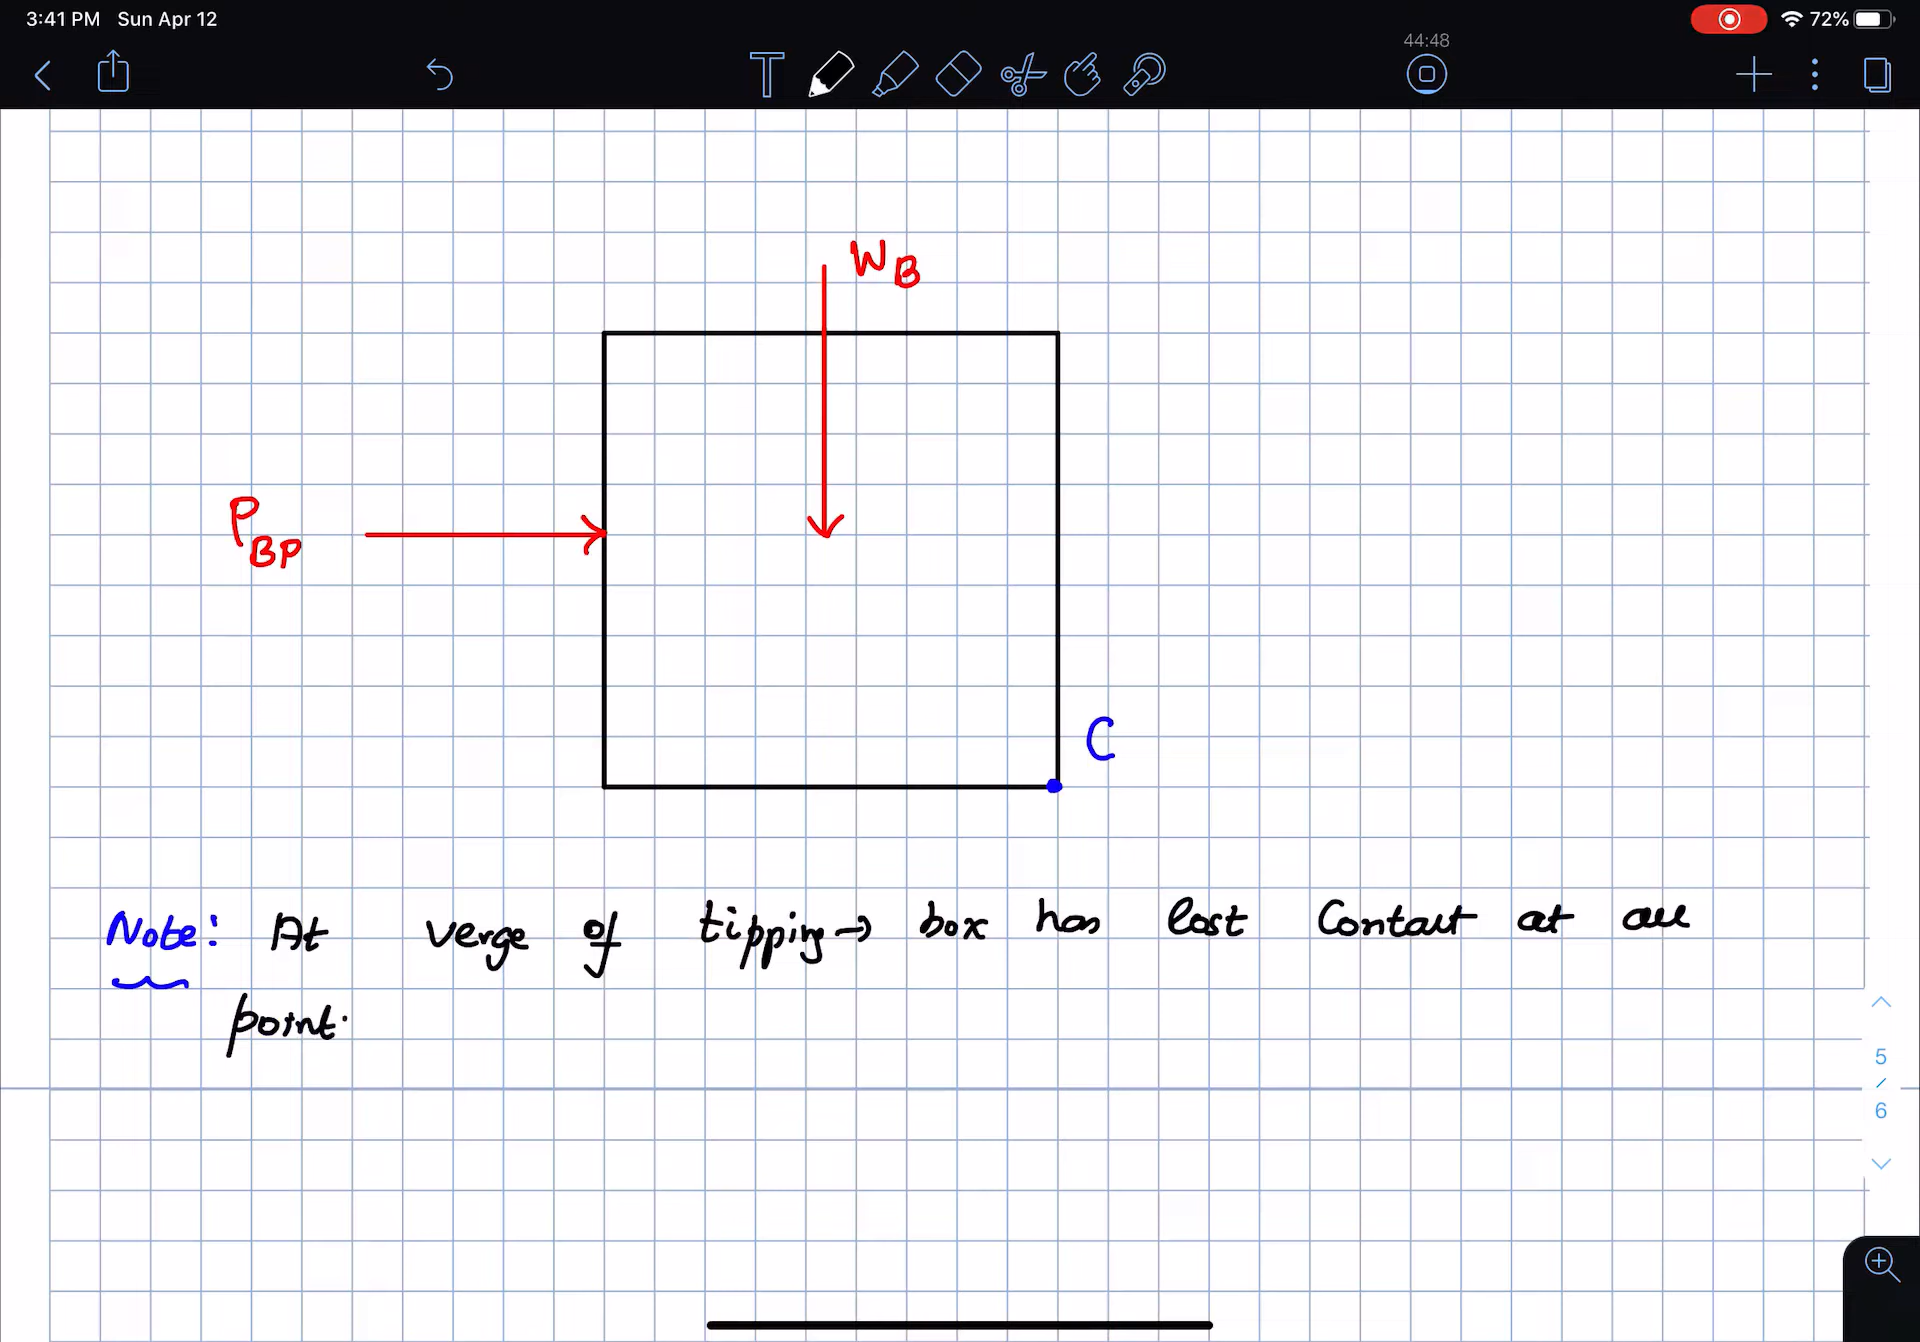 3:41 PM Sun Apr 12
72%
44:48
T
W_B
P_BP
C
Note: At verge of tipping → box has lost Contact at all
point.
5
/
6